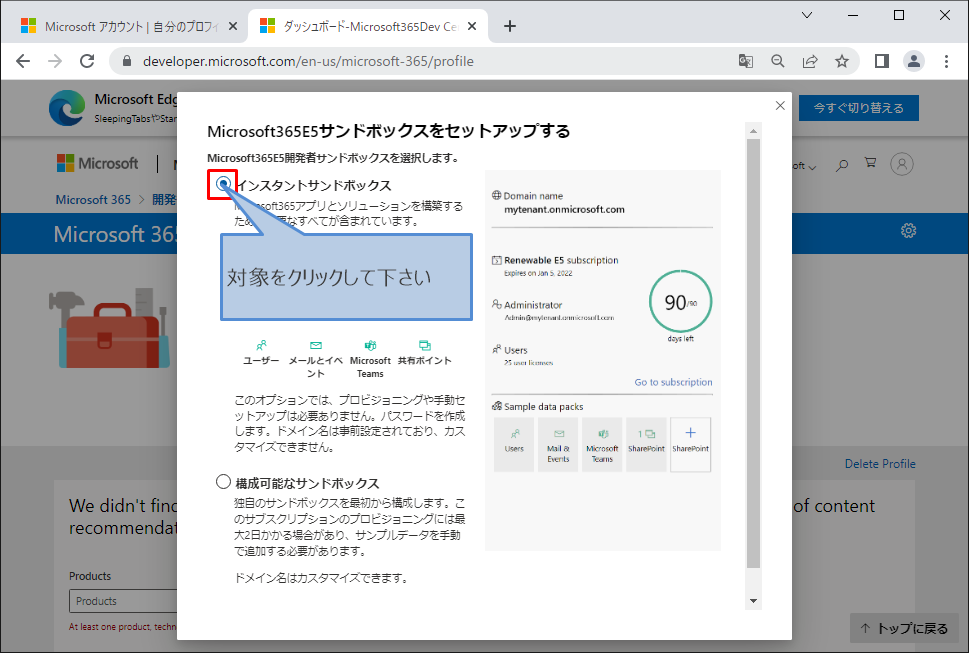 Microsoft アカウント | 自分のプロフィ
ダッシュボード-Microsoft365Dev Ce
developer.microsoft.com/en-us/microsoft-365/profile
Microsoft Edg
SleepingTabsやStar
今すぐ切り替える
Microsoft
oft
Microsoft 365 > 開発
Microsoft 365
Microsoft365E5サンドボックスをセットアップする
Microsoft365E5開発者サンドボックスを選択します。
インスタントサンドボックス
soft365アプリとソリューションを構築する
ため
なすべてが含まれています。
対象をクリックして下さい
ユーザー
メールとイベント
Microsoft Teams
共有ポイント
このオプションでは、プロビジョニングや手動セ
ットアップは必要ありません。パスワードを作成
します。ドメイン名は事前設定されており、カス
タマイズできません。
構成可能なサンドボックス
独自のサンドボックスを最初から構成します。こ
のサブスクリプションのプロビジョニングには最
大2日かかる場合があり、サンプルデータを手動
で追加する必要があります。
ドメイン名はカスタマイズできます。
Domain name
mytenant.onmicrosoft.com
Renewable E5 subscription
Expires on Jan 5, 2022
Administrator
Admin@mytenant.onmicrosoft.com
Users
25 user licenses
90/90
days left
Go to subscription
Sample data packs
Users
Mail & Events
Microsoft Teams
1
SharePoint
SharePoint
Delete Profile
We didn't find
of content
recommendat
Products
Products
At least one product, techn
トップに戻る